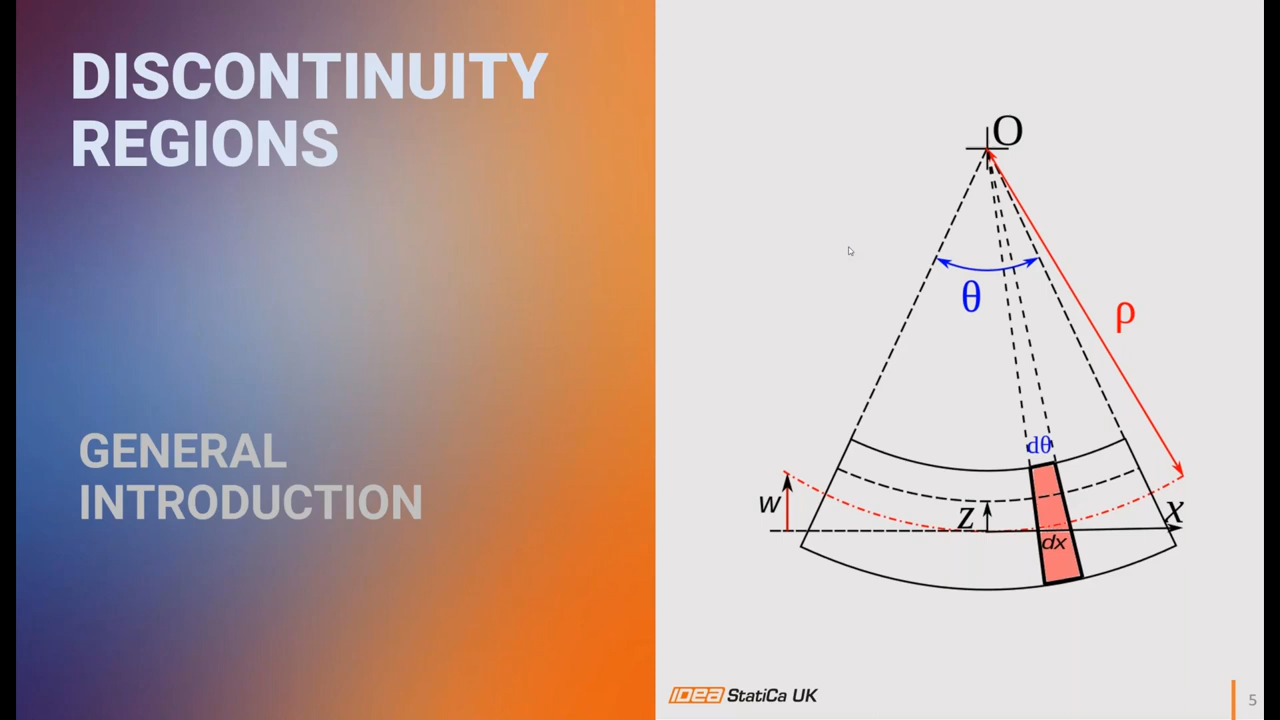 DISCONTINUITY
REGIONS
GENERAL
INTRODUCTION
O
θ
ρ
dθ
w
z
x
dx
IDEA StatiCa UK
5